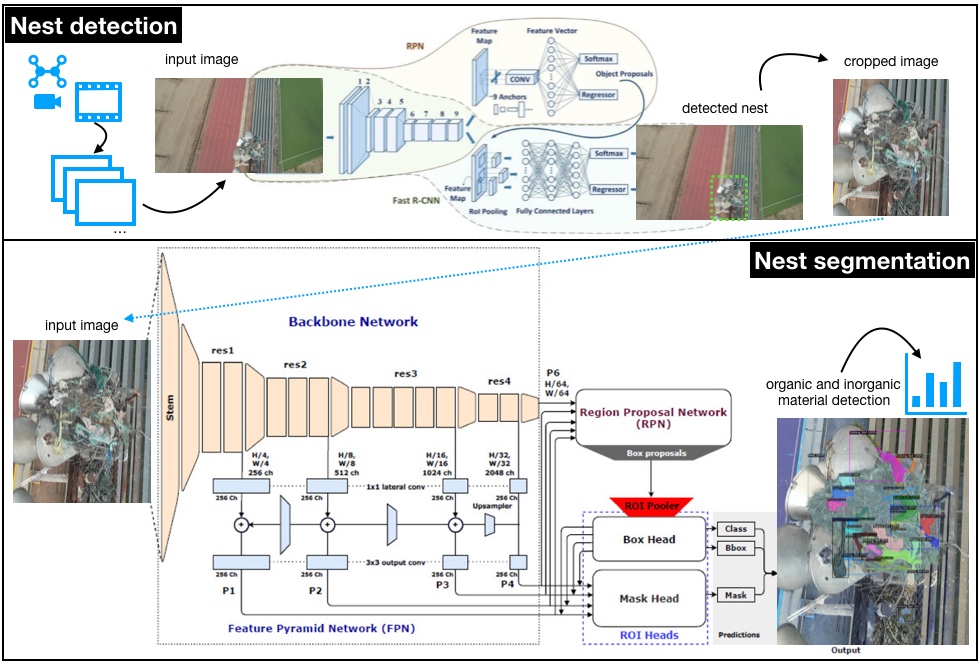 Nest detection
input image
RPN
Feature
Map
Feature Vector
CONV
9 Anchors
Softmax
Object Proposals
Regressor
1 2
3 4 5
6 7 8 9
Feature
Map
RoI Pooling
Fully Connected Layers
Softmax
Regressor
Fast R-CNN
detected nest
cropped image
...
Nest segmentation
input image
Backbone Network
Stem
res1
res2
res3
res4
P6
H/64,
W/64
H/4,
W/4
256 ch
H/8,
W/8
512 ch
H/16,
W/16
1024 ch
H/32,
W/32
2048 ch
1x1 lateral conv
256 Ch
256 Ch
256 Ch
256 Ch
Upsampler
3x3 output conv
256 Ch
256 Ch
256 Ch
256 Ch
P1
P2
P3
P4
Feature Pyramid Network (FPN)
Region Proposal Network
(RPN)
Box proposals
ROI Pooler
Box Head
Mask Head
ROI Heads
Class
Bbox
Mask
Predictions
organic and inorganic
material detection
Output